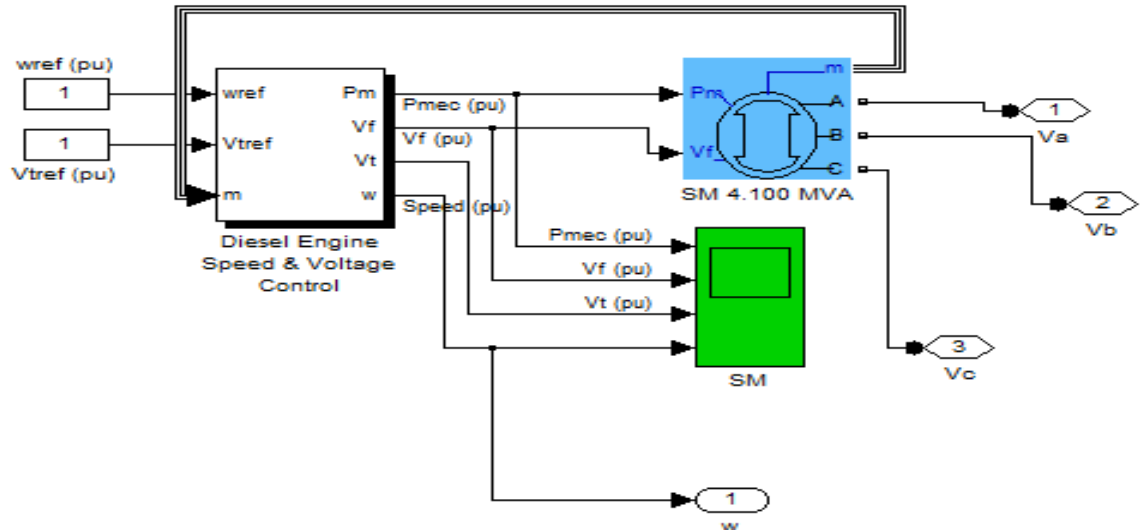 wref (pu)
1
Vtref (pu)
1
wref
Vtref
m
Pm
Vf
Vt
w
Diesel Engine
Speed & Voltage
Control
Pmec (pu)
Vf (pu)
Speed (pu)
Pm
Vf_
m
A
B
C
SM 4.100 MVA
1
Va
2
Vb
3
Vc
Pmec (pu)
Vf (pu)
Vt (pu)
SM
1
w